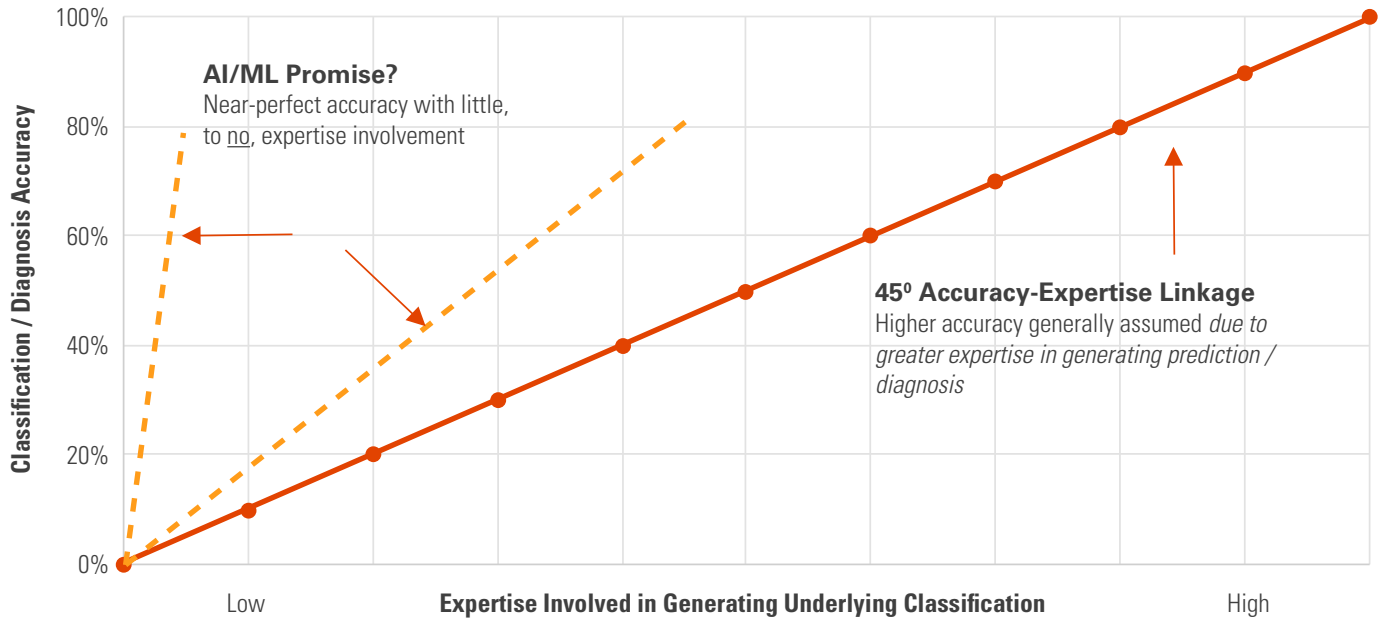 Classification / Diagnosis Accuracy
100%
80%
60%
40%
20%
0%
AI/ML Promise?
Near-perfect accuracy with little,
to no, expertise involvement
45⁰ Accuracy-Expertise Linkage
Higher accuracy generally assumed due to
greater expertise in generating prediction /
diagnosis
Low
Expertise Involved in Generating Underlying Classification
High